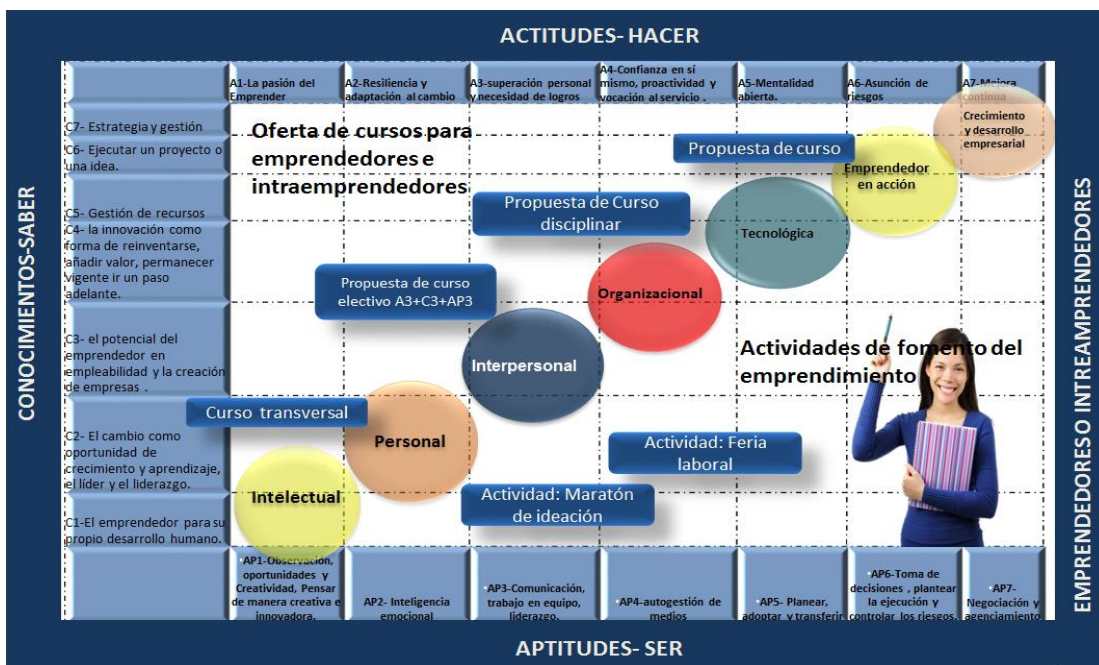 ACTITUDES- HACER
A1-La pasión del
Emprender
A2-Resiliencia y
adaptación al cambio
A3-superación personal
y necesidad de logros
A4-Confianza en sí
mismo, proactividad y
vocación al servicio .
A5-Mentalidad
abierta.
A6-Asunción de
riesgos
A7-Mejora
continua
CONOCIMIENTOS-SABER
C7- Estrategia y gestión
C6- Ejecutar un proyecto o
una idea.
C5- Gestión de recursos
C4- la innovación como
forma de reinventarse,
añadir valor, permanecer
vigente ir un paso
adelante.
C3- el potencial del
emprendedor en
empleabilidad y la creación
de empresas .
C2- El cambio como
oportunidad de
crecimiento y aprendizaje,
el líder y el liderazgo.
C1-El emprendedor para su
propio desarrollo humano.
Oferta de cursos para
emprendedores e
intraemprendedores
Crecimiento
y desarrollo
empresarial
Propuesta de curso
Emprendedor
en acción
Propuesta de Curso
disciplinar
Tecnológica
Propuesta de curso
electivo A3+C3+AP3
Organizacional
Interpersonal
Actividades de fomento del
emprendimiento
Curso transversal
Personal
Actividad: Feria
laboral
Intelectual
Actividad: Maratón
de ideación
EMPRENDEDORESO INTREAMPRENDEDORES
•AP1-Observación,
oportunidades y
Creatividad, Pensar
de manera creativa e
innovadora.
AP2- Inteligencia
emocional
•AP3-Comunicación,
trabajo en equipo,
liderazgo.
•AP4-autogestión de
medios
•AP5- Planear,
adoptar y transferir
AP6-Toma de
decisiones , plantear
la ejecución y
controlar los riesgos.
•AP7-
Negociación y
agenciamiento
APTITUDES- SER